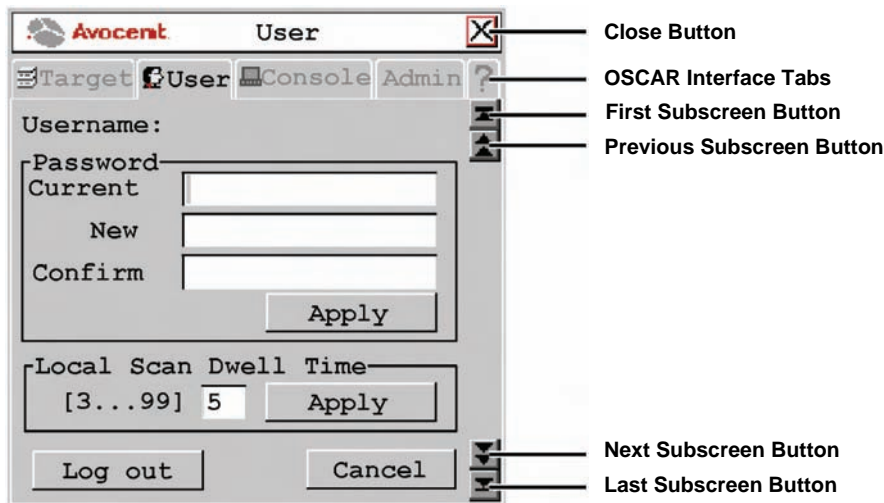 Avocent. User
Close Button
Target User Console Admin ?
OSCAR Interface Tabs
First Subscreen Button
Username:
Previous Subscreen Button
Password
Current
New
Confirm
Apply
Local Scan Dwell Time
[3...99] 5 Apply
Next Subscreen Button
Log out Cancel
Last Subscreen Button